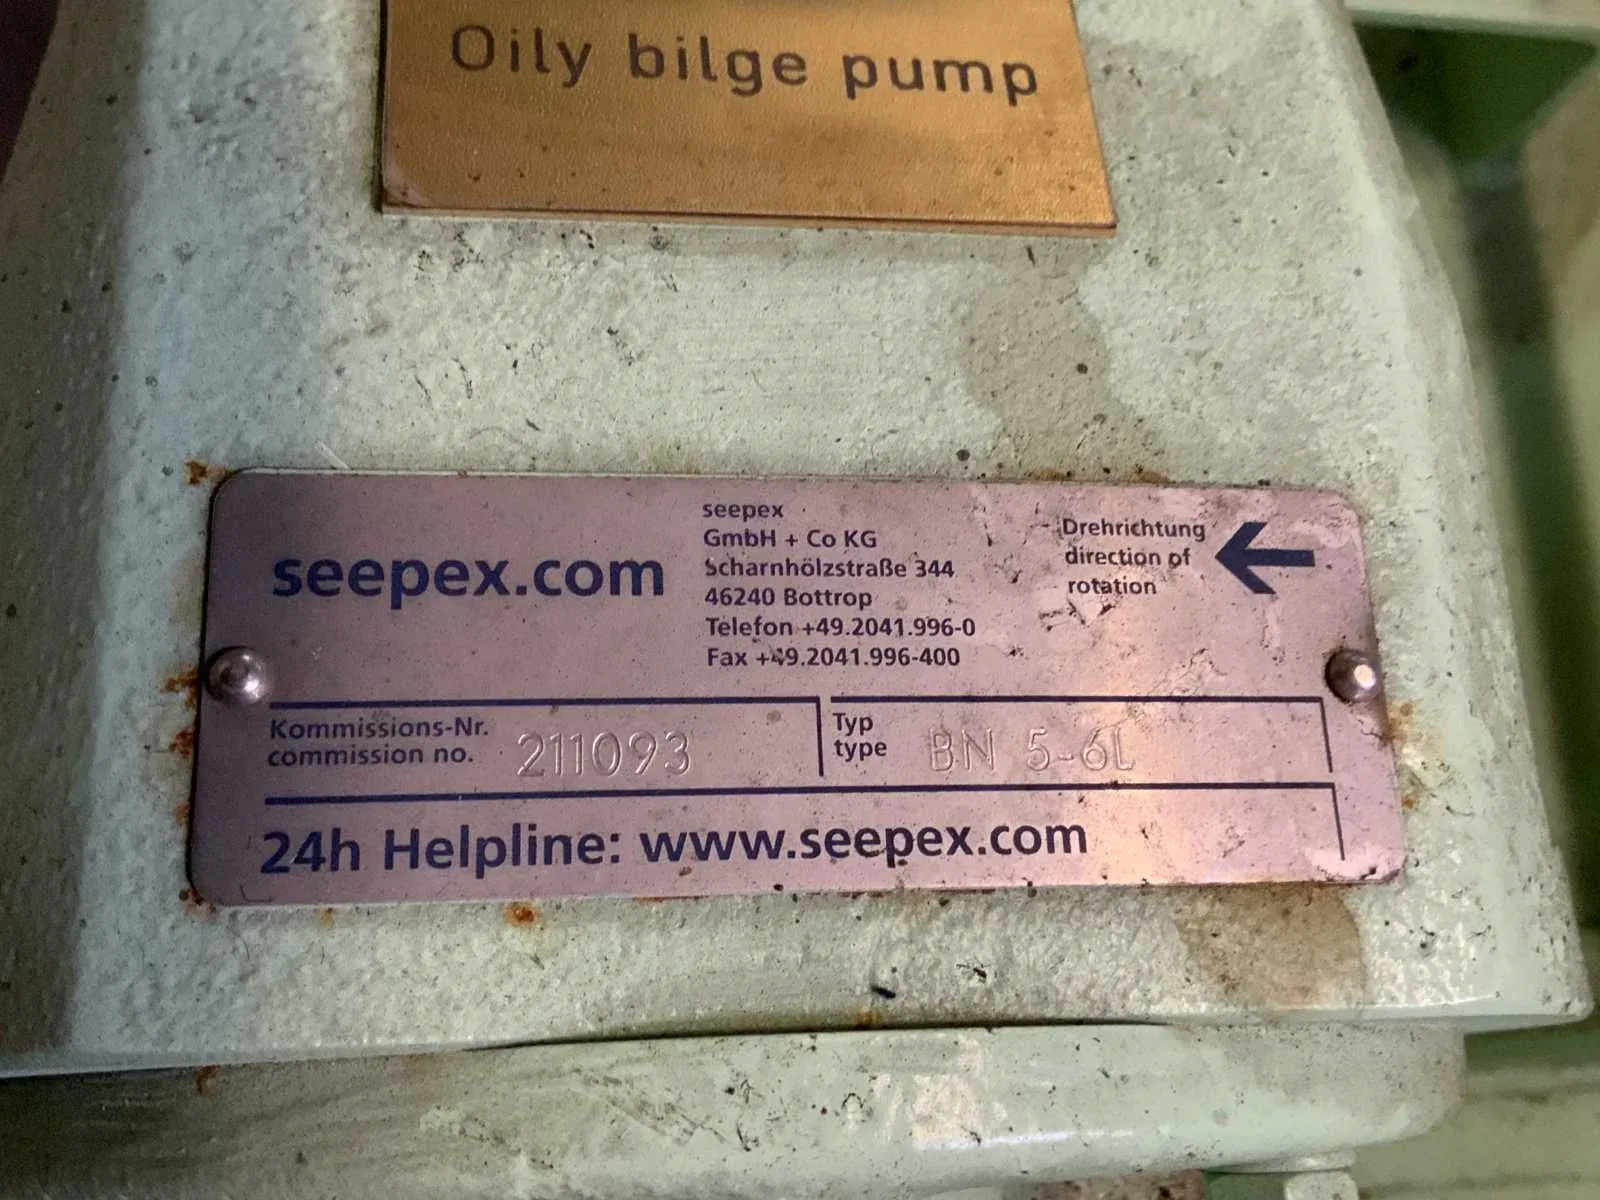 Oily bilge pump
seepex.com
seepex
GmbH + Co KG
Scharnhölzstraße 344
46240 Bottrop
Telefon +49.2041.996-0
Fax +49.2041.996-400
Drehrichtung
direction of
rotation
Kommissions-Nr.
commission no. 211093
Typ
type BN 5-6L
24h Helpline: www.seepex.com